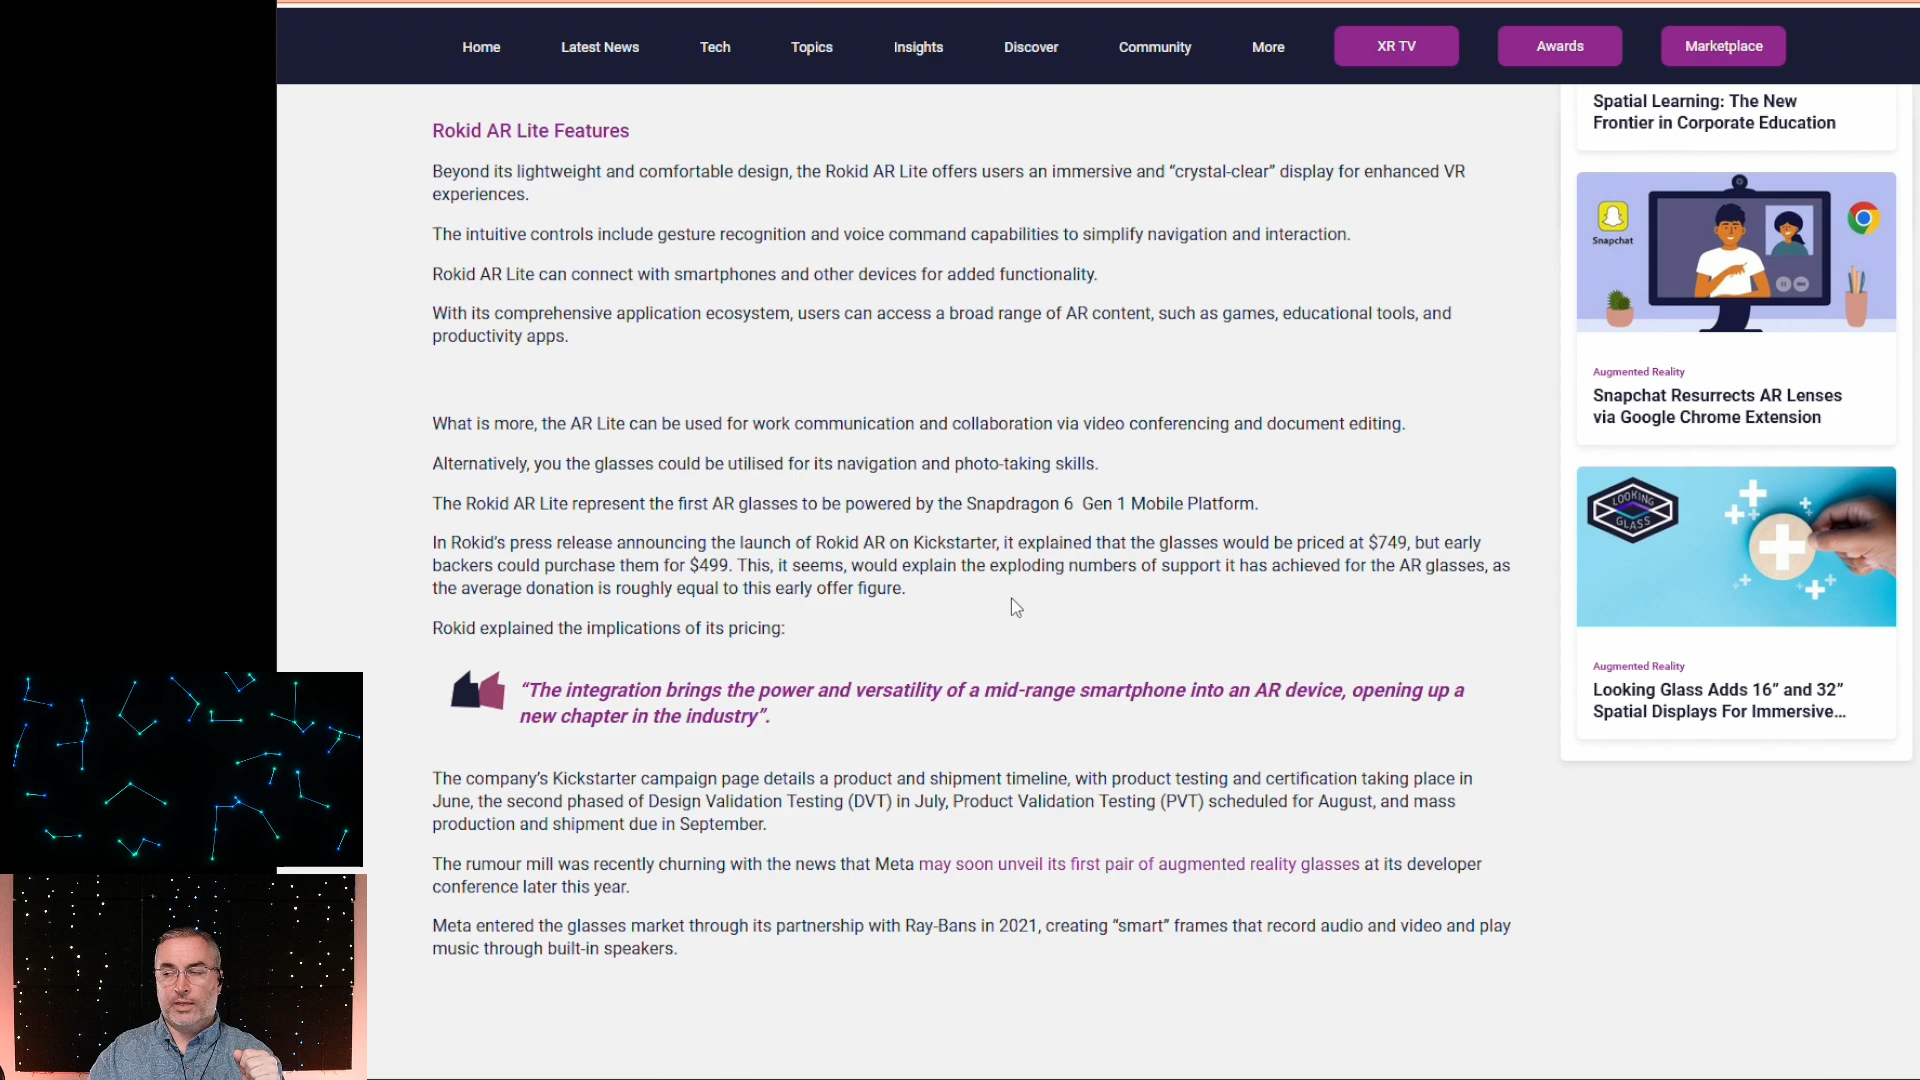 Home Latest News Tech Topics Insights Discover Community More XR TV Awards Marketplace
Rokid AR Lite Features
Beyond its lightweight and comfortable design, the Rokid AR Lite offers users an immersive and “crystal-clear” display for enhanced VR
experiences.
The intuitive controls include gesture recognition and voice command capabilities to simplify navigation and interaction.
Rokid AR Lite can connect with smartphones and other devices for added functionality.
With its comprehensive application ecosystem, users can access a broad range of AR content, such as games, educational tools, and
productivity apps.
What is more, the AR Lite can be used for work communication and collaboration via video conferencing and document editing.
Alternatively, you the glasses could be utilised for its navigation and photo-taking skills.
The Rokid AR Lite represent the first AR glasses to be powered by the Snapdragon 6 Gen 1 Mobile Platform.
In Rokid’s press release announcing the launch of Rokid AR on Kickstarter, it explained that the glasses would be priced at $749, but early
backers could purchase them for $499. This, it seems, would explain the exploding numbers of support it has achieved for the AR glasses, as
the average donation is roughly equal to this early offer figure.
Rokid explained the implications of its pricing:
“The integration brings the power and versatility of a mid-range smartphone into an AR device, opening up a
new chapter in the industry”.
The company’s Kickstarter campaign page details a product and shipment timeline, with product testing and certification taking place in
June, the second phased of Design Validation Testing (DVT) in July, Product Validation Testing (PVT) scheduled for August, and mass
production and shipment due in September.
The rumour mill was recently churning with the news that Meta may soon unveil its first pair of augmented reality glasses at its developer
conference later this year.
Meta entered the glasses market through its partnership with Ray-Bans in 2021, creating “smart” frames that record audio and video and play
music through built-in speakers.
Spatial Learning: The New
Frontier in Corporate Education
Snapchat
Augmented Reality
Snapchat Resurrects AR Lenses
via Google Chrome Extension
LOOKING
GLASS
Augmented Reality
Looking Glass Adds 16” and 32”
Spatial Displays For Immersive...